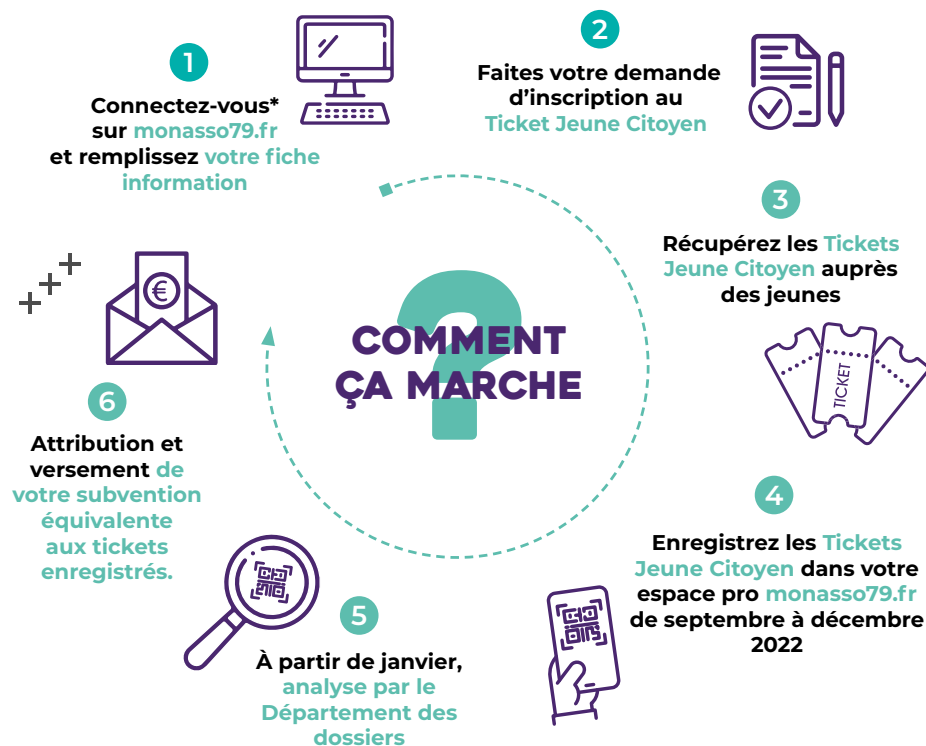 1
Connectez-vous*
sur monasso79.fr
et remplissez votre fiche
information
2
Faites votre demande
d'inscription au
Ticket Jeune Citoyen
3
Récupérez les Tickets
Jeune Citoyen auprès
des jeunes
TICKET
4
Enregistrez les Tickets
Jeune Citoyen dans votre
espace pro monasso79.fr
de septembre à décembre
2022
5
À partir de janvier,
analyse par le
Département des
dossiers
6
Attribution et
versement de
votre subvention
équivalente
aux tickets
enregistrés.
€
COMMENT
ÇA MARCHE
?